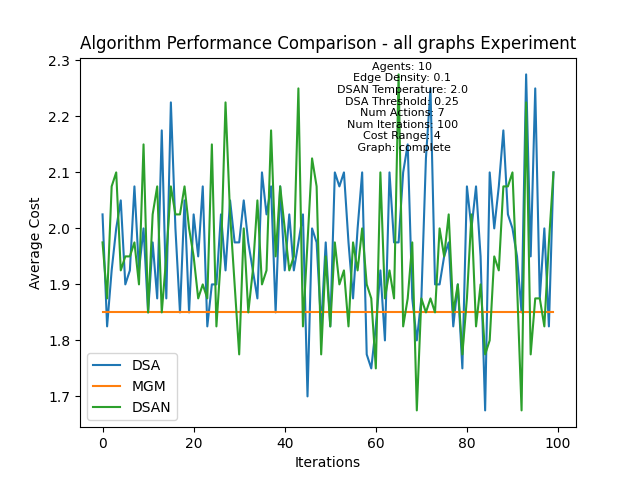 Algorithm Performance Comparison - all graphs Experiment
Agents: 10
Edge Density: 0.1
DSAN Temperature: 2.0
DSA Threshold: 0.25
Num Actions: 7
Num Iterations: 100
Cost Range: 4
Graph: complete
2.3
2.2
2.1
2.0
1.9
1.8
1.7
Average Cost
DSA
MGM
DSAN
0
20
40
60
80
100
Iterations